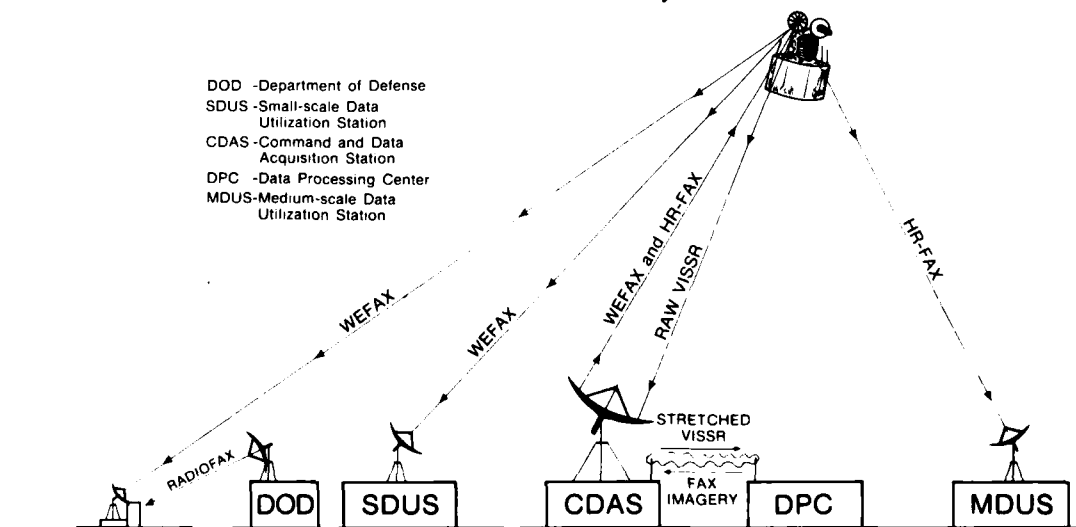 DOD -Department of Defense
SDUS -Small-scale Data
Utilization Station
CDAS -Command and Data
Acquisition Station
DPC -Data Processing Center
MDUS-Medium-scale Data
Utilization Station
WEFAX
WEFAX
WEFAX and HR-FAX
RAW VISSR
HR-FAX
RADIOFAX
STRETCHED
VISSR
FAX
IMAGERY
DOD
SDUS
CDAS
DPC
MDUS